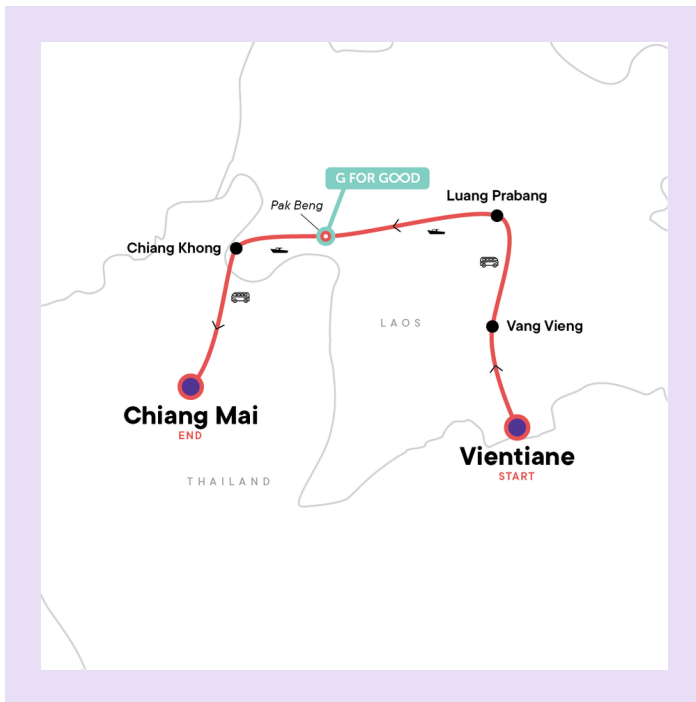 G FOR GOOD
Luang Prabang
Pak Beng
Chiang Khong
LAOS
Vang Vieng
Chiang Mai
END
Vientiane
START
THAILAND